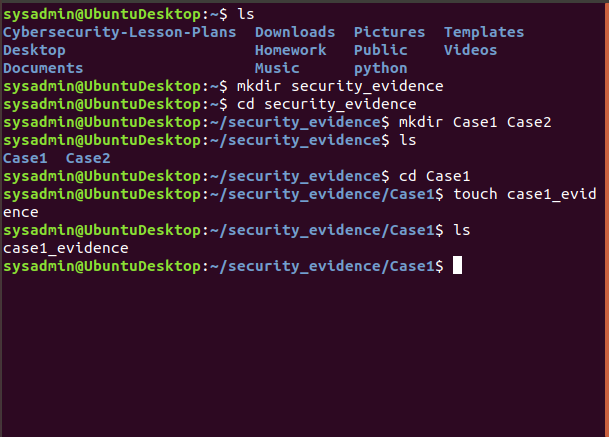 sysadmin@UbuntuDesktop:~$ ls
Cybersecurity-Lesson-Plans  Downloads  Pictures  Templates
Desktop                     Homework   Public    Videos
Documents                   Music      python
sysadmin@UbuntuDesktop:~$ mkdir security_evidence
sysadmin@UbuntuDesktop:~$ cd security_evidence
sysadmin@UbuntuDesktop:~/security_evidence$ mkdir Case1 Case2
sysadmin@UbuntuDesktop:~/security_evidence$ ls
Case1  Case2
sysadmin@UbuntuDesktop:~/security_evidence$ cd Case1
sysadmin@UbuntuDesktop:~/security_evidence/Case1$ touch case1_evid
ence
sysadmin@UbuntuDesktop:~/security_evidence/Case1$ ls
case1_evidence
sysadmin@UbuntuDesktop:~/security_evidence/Case1$